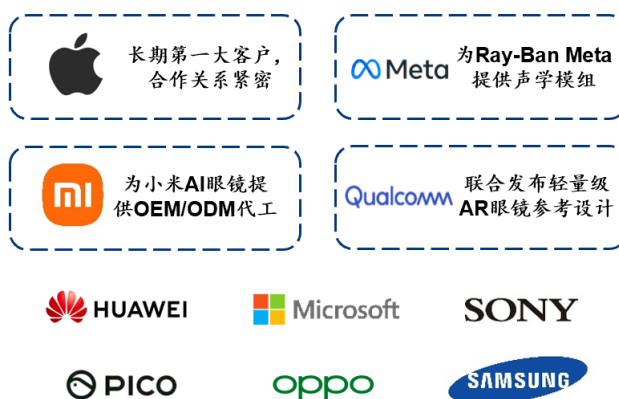 长期第一大客户，
合作关系紧密
Meta
为Ray-Ban Meta
提供声学模组
mi
为小米AI眼镜提
供OEM/ODM代工
Qualcomm
联合发布轻量级
AR眼镜参考设计
HUAWEI
Microsoft
SONY
PICO
oppo
SAMSUNG